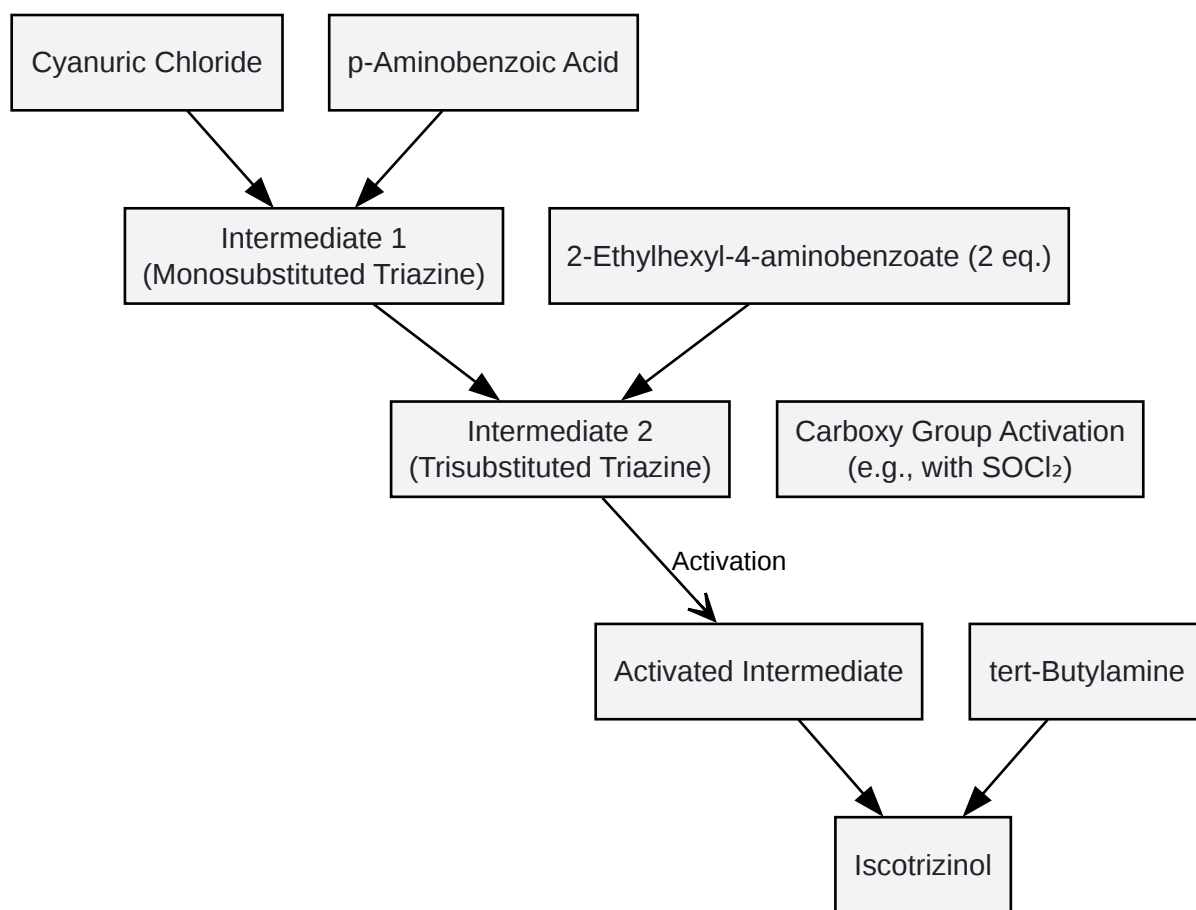 Cyanuric Chloride
p-Aminobenzoic Acid
Intermediate 1
(Monosubstituted Triazine)
2-Ethylhexyl-4-aminobenzoate (2 eq.)
Intermediate 2
(Trisubstituted Triazine)
Carboxy Group Activation
(e.g., with SOCl₂)
Activation
Activated Intermediate
tert-Butylamine
Iscotrizinol